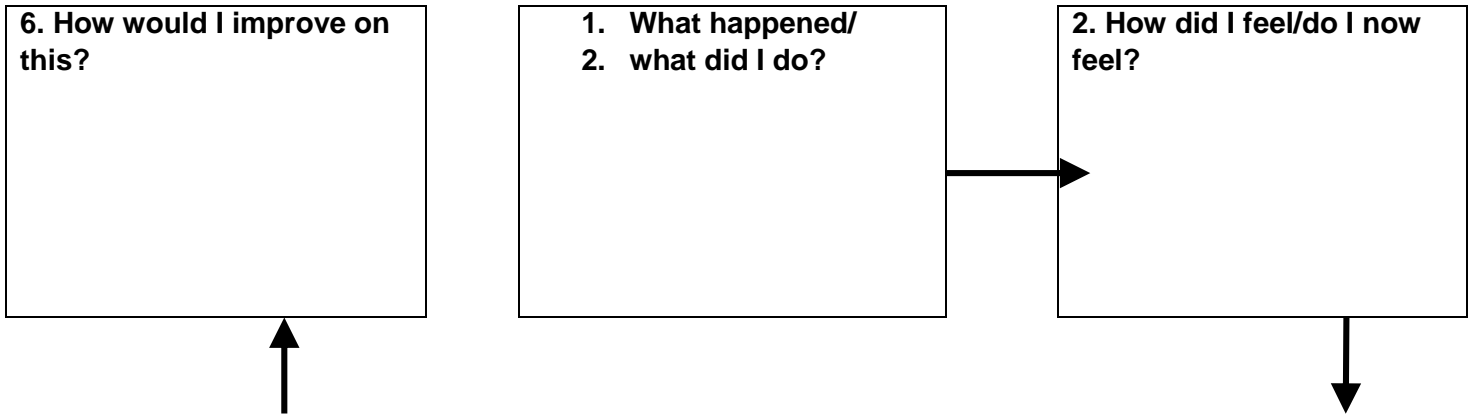 6. How would I improve on
this?
1. What happened/
2. what did I do?
2. How did I feel/do I now
feel?